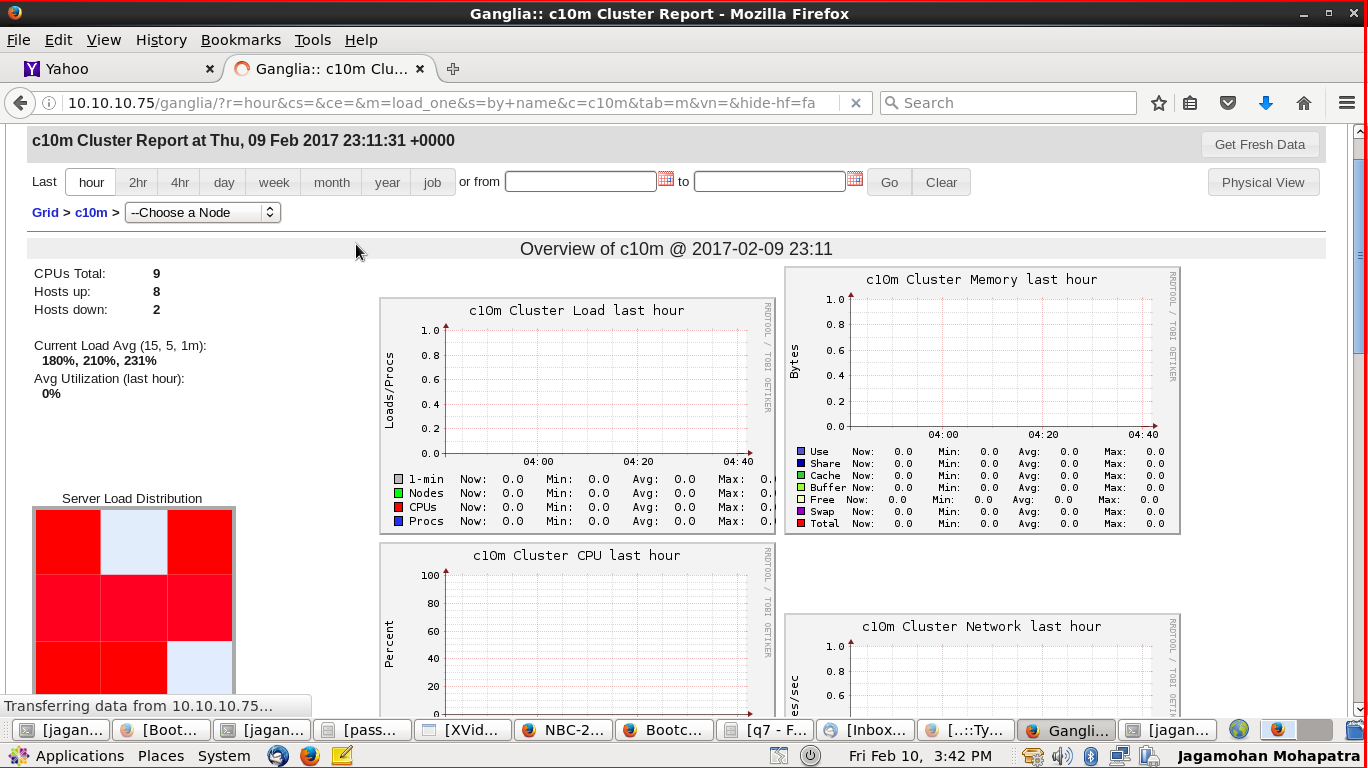 Ganglia:: c10m Cluster Report - Mozilla Firefox
File Edit View History Bookmarks Tools Help
Yahoo
Ganglia:: c10m Clu...
10.10.10.75/ganglia/?r=hour&cs=&ce=&m=load_one&s=by+name&c=c10m&tab=m&vn=&hide-hf=fa
Search
c10m Cluster Report at Thu, 09 Feb 2017 23:11:31 +0000
Get Fresh Data
Last hour 2hr 4hr day week month year job or from to Go Clear
Physical View
Grid > c10m > --Choose a Node
Overview of c10m @ 2017-02-09 23:11
CPUs Total: 9
Hosts up: 8
Hosts down: 2
Current Load Avg (15, 5, 1m):
180%, 210%, 231%
Avg Utilization (last hour):
0%
Server Load Distribution
c10m Cluster Load last hour
RRDTOOL / TOBI OETIKER
Loads/Procs
1.0
0.8
0.6
0.4
0.2
0.0
04:00 04:20 04:40
1-min Now: 0.0 Min: 0.0 Avg: 0.0 Max: 0.
Nodes Now: 0.0 Min: 0.0 Avg: 0.0 Max: 0.
CPUs Now: 0.0 Min: 0.0 Avg: 0.0 Max: 0.
Procs Now: 0.0 Min: 0.0 Avg: 0.0 Max: 0.
c10m Cluster Memory last hour
RRDTOOL / TOBI OETIKER
Bytes
1.0
0.8
0.6
0.4
0.2
0.0
04:00 04:20 04:40
Use Now: 0.0 Min: 0.0 Avg: 0.0 Max: 0.0
Share Now: 0.0 Min: 0.0 Avg: 0.0 Max: 0.0
Cache Now: 0.0 Min: 0.0 Avg: 0.0 Max: 0.0
Buffer Now: 0.0 Min: 0.0 Avg: 0.0 Max: 0.0
Free Now: 0.0 Min: 0.0 Avg: 0.0 Max: 0.0
Swap Now: 0.0 Min: 0.0 Avg: 0.0 Max: 0.0
Total Now: 0.0 Min: 0.0 Avg: 0.0 Max: 0.0
c10m Cluster CPU last hour
RRDTOOL / TOBI OETIKER
Percent
100
80
60
40
20
0
c10m Cluster Network last hour
RRDTOOL / TOBI OETIKER
es/sec
1.0
0.8
0.6
Transferring data from 10.10.10.75...
[jagan... [Boot... [jagan... [pass... [XVid... NBC-2... Bootc... [q7 - F... [Inbox... [..::Ty... Gangli... [jagan...
Applications Places System
Fri Feb 10, 3:42 PM
Jagamohan Mohapatra